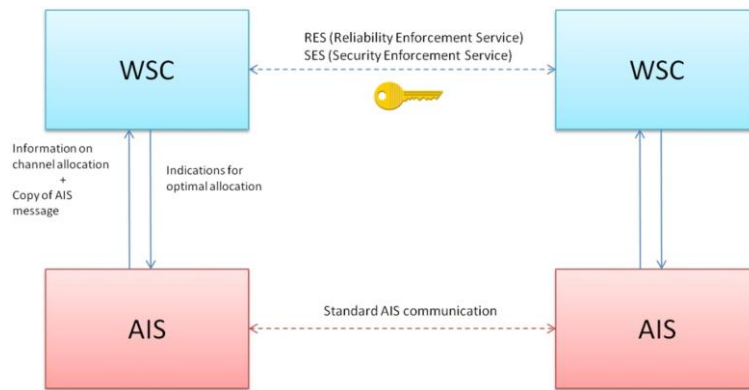 RES (Reliability Enforcement Service)
SES (Security Enforcement Service)
WSC
WSC
Information on
channel allocation
+
Copy of AIS
message
Indications for
optimal allocation
Standard AIS communication
AIS
AIS